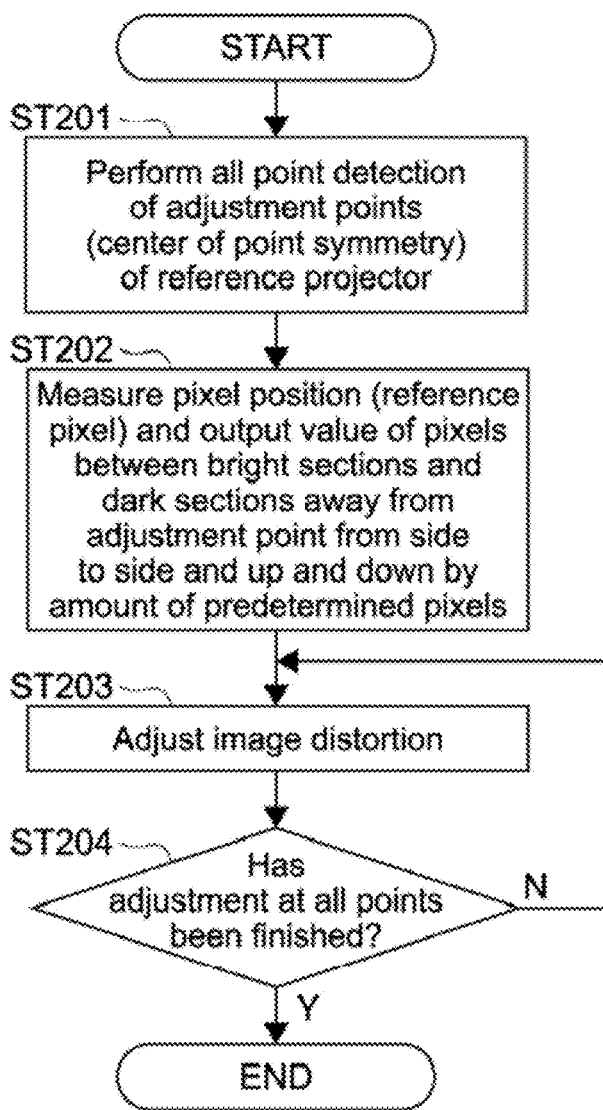 START
ST201
Perform all point detection
of adjustment points
(center of point symmetry)
of reference projector
ST202
Measure pixel position (reference
pixel) and output value of pixels
between bright sections and
dark sections away from
adjustment point from side
to side and up and down by
amount of predetermined pixels
ST203
Adjust image distortion
ST204
Has
adjustment at all points
been finished?
N
Y
END